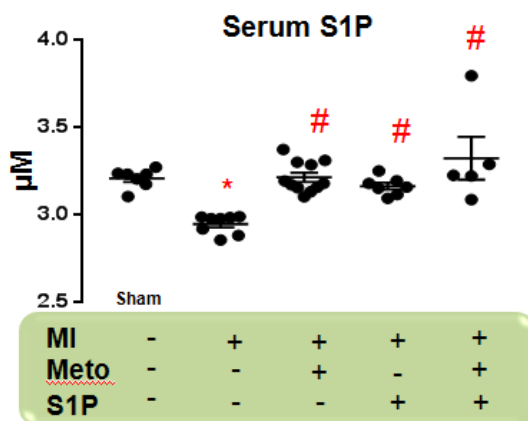 Serum S1P
4.0
3.5
3.0
2.5
µM
*
#
#
#
Sham
MI - + + + +
Meto - - + - +
S1P - - - + +